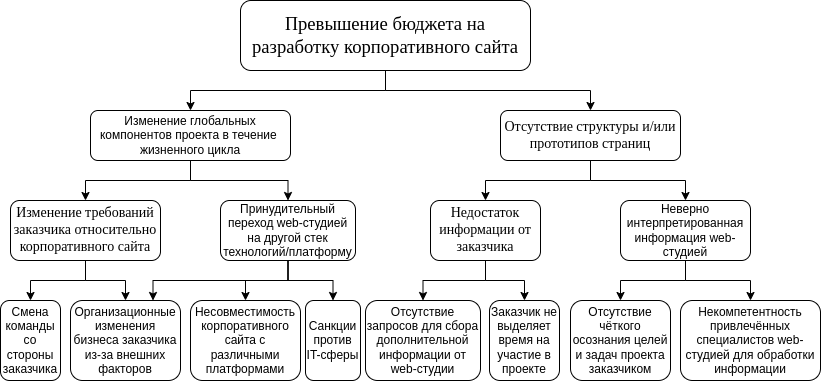 Превышение бюджета на
разработку корпоративного сайта
Изменение глобальных
компонентов проекта в течение
жизненного цикла
Отсутствие структуры и/или
прототипов страниц
Изменение требований
заказчика относительно
корпоративного сайта
Принудительный
переход web-студией
на другой стек
технологий/платформу
Недостаток
информации от
заказчика
Неверно
интерпретированная
информация web-
студией
Смена
команды
со
стороны
заказчика
Организационные
изменения
бизнеса заказчика
из-за внешних
факторов
Несовместимость
корпоративного
сайта с
различными
платформами
Санкции
против
IT-сферы
Отсутствие
запросов для сбора
дополнительной
информации от
web-студии
Заказчик не
выделяет
время на
участие в
проекте
Отсутствие
чёткого
осознания целей
и задач проекта
заказчиком
Некомпетентность
привлечённых
специалистов web-
студией для обработки
информации